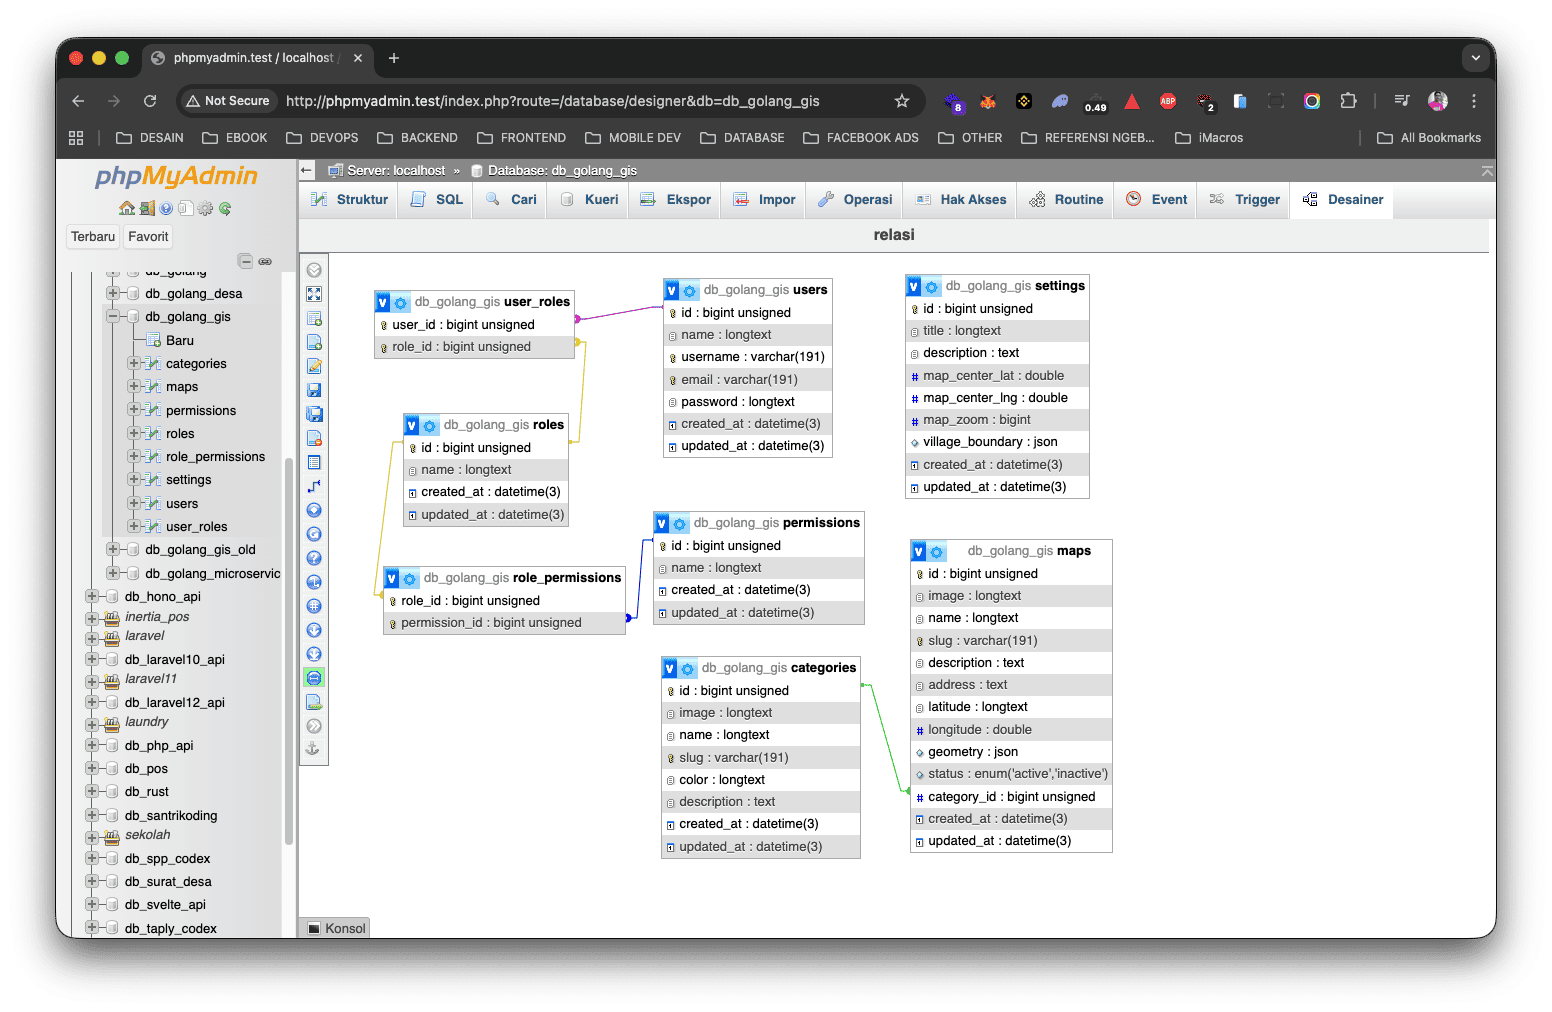 phpmyadmin.test / localhost /
Not Secure
http://phpmyadmin.test/index.php?route=/database/designer&db=db_golang_gis
8
0.49
ABP
2
DESAIN
EBOOK
DEVOPS
BACKEND
FRONTEND
MOBILE DEV
DATABASE
FACEBOOK ADS
OTHER
REFERENSI NGEB...
iMacros
All Bookmarks
phpMyAdmin
Terbaru
Favorit
db_golang
db_golang_desa
db_golang_gis
Baru
categories
maps
permissions
roles
role_permissions
settings
users
user_roles
db_golang_gis_old
db_golang_microservic
db_hono_api
inertia_pos
laravel
db_laravel10_api
laravel11
db_laravel12_api
laundry
db_php_api
db_pos
db_rust
db_santrikoding
sekolah
db_spp_codex
db_surat_desa
db_svelte_api
db_taply_codex
Server: localhost » Database: db_golang_gis
Struktur
SQL
Cari
Kueri
Ekspor
Impor
Operasi
Hak Akses
Routine
Event
Trigger
Desainer
relasi
V db_golang_gis user_roles
user_id : bigint unsigned
role_id : bigint unsigned
V db_golang_gis users
id : bigint unsigned
name : longtext
username : varchar(191)
email : varchar(191)
password : longtext
created_at : datetime(3)
updated_at : datetime(3)
V db_golang_gis settings
id : bigint unsigned
title : longtext
description : text
# map_center_lat : double
# map_center_lng : double
# map_zoom : bigint
village_boundary : json
created_at : datetime(3)
updated_at : datetime(3)
V db_golang_gis roles
id : bigint unsigned
name : longtext
created_at : datetime(3)
updated_at : datetime(3)
V db_golang_gis permissions
id : bigint unsigned
name : longtext
created_at : datetime(3)
updated_at : datetime(3)
V db_golang_gis role_permissions
role_id : bigint unsigned
permission_id : bigint unsigned
V db_golang_gis maps
id : bigint unsigned
image : longtext
name : longtext
slug : varchar(191)
description : text
address : text
latitude : longtext
# longitude : double
geometry : json
status : enum('active','inactive')
# category_id : bigint unsigned
created_at : datetime(3)
updated_at : datetime(3)
V db_golang_gis categories
id : bigint unsigned
image : longtext
name : longtext
slug : varchar(191)
color : longtext
description : text
created_at : datetime(3)
updated_at : datetime(3)
Konsol